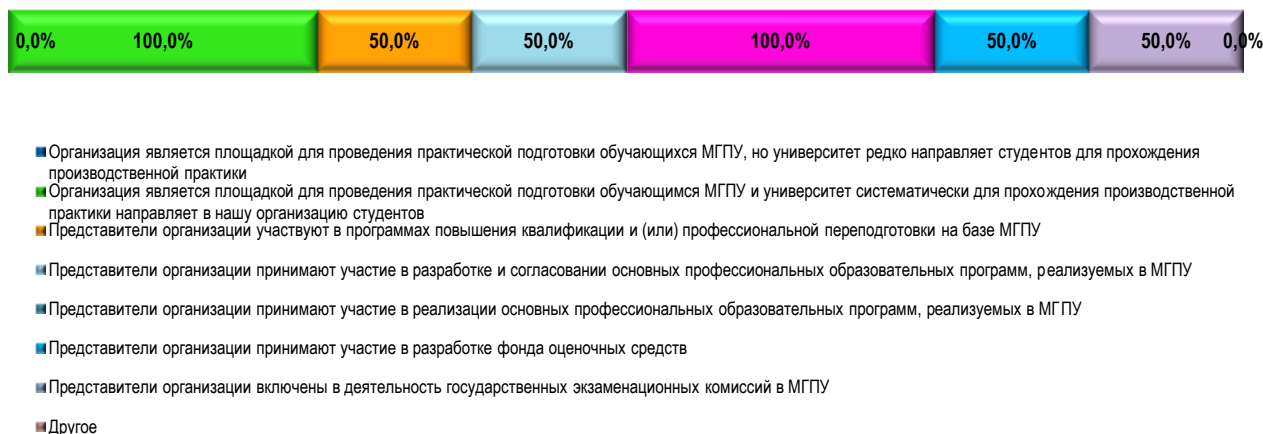 0,0% 100,0% 50,0% 50,0% 100,0% 50,0% 50,0% 0,0%
Организация является площадкой для проведения практической подготовки обучающихся МГПУ, но университет редко направляет студентов для прохождения
производственной практики
Организация является площадкой для проведения практической подготовки обучающимся МГПУ и университет систематически для прохождения производственной
практики направляет в нашу организацию студентов
Представители организации участвуют в программах повышения квалификации и (или) профессиональной переподготовки на базе МГПУ
Представители организации принимают участие в разработке и согласовании основных профессиональных образовательных программ, реализуемых в МГПУ
Представители организации принимают участие в реализации основных профессиональных образовательных программ, реализуемых в МГПУ
Представители организации принимают участие в разработке фонда оценочных средств
Представители организации включены в деятельность государственных экзаменационных комиссий в МГПУ
Другое